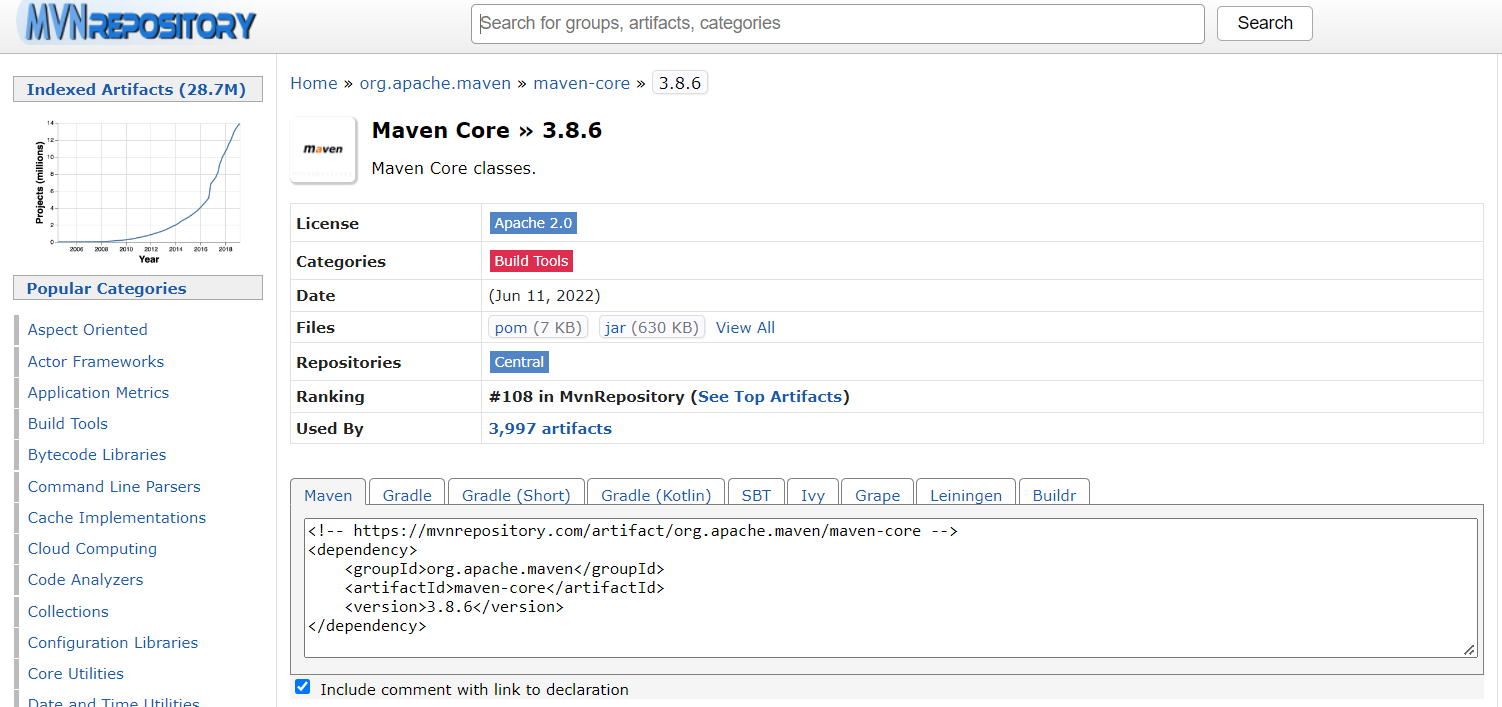 MVNREPOSITORY
Search for groups, artifacts, categories
Search
Indexed Artifacts (28.7M)
Projects (millions)
14
12
10
8
6
4
2
0
2006 2008 2010 2012 2014 2016 2018
Year
Popular Categories
Aspect Oriented
Actor Frameworks
Application Metrics
Build Tools
Bytecode Libraries
Command Line Parsers
Cache Implementations
Cloud Computing
Code Analyzers
Collections
Configuration Libraries
Core Utilities
Date and Time Utilities
Home » org.apache.maven » maven-core » 3.8.6
maven
Maven Core » 3.8.6
Maven Core classes.
License Apache 2.0
Categories Build Tools
Date (Jun 11, 2022)
Files pom (7 KB) jar (630 KB) View All
Repositories Central
Ranking #108 in MvnRepository (See Top Artifacts)
Used By 3,997 artifacts
Maven Gradle Gradle (Short) Gradle (Kotlin) SBT Ivy Grape Leiningen Buildr
<!-- https://mvnrepository.com/artifact/org.apache.maven/maven-core -->
<dependency>
    <groupId>org.apache.maven</groupId>
    <artifactId>maven-core</artifactId>
    <version>3.8.6</version>
</dependency>
Include comment with link to declaration